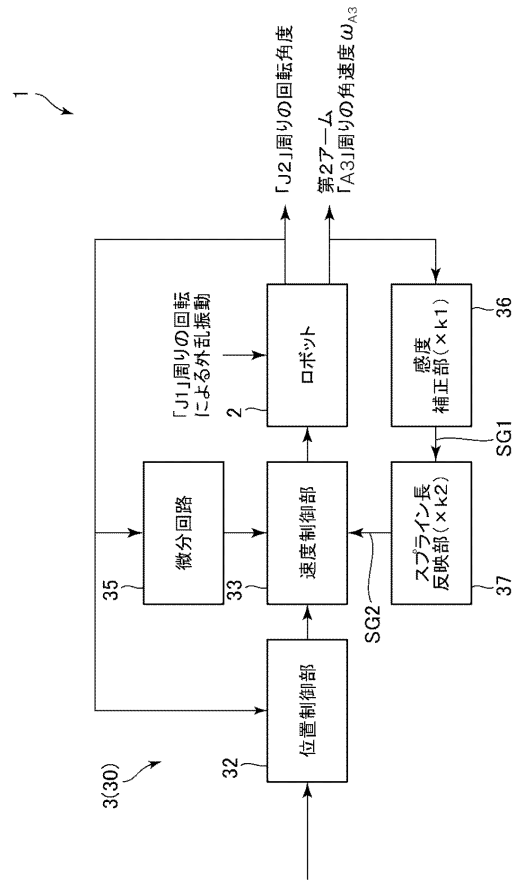 1
3(30)
「J1」周りの回転
による外乱振動
「J2」周りの回転角度
第2アーム
「A3」周りの角速度ωA3
35
微分回路
32
位置制御部
33
速度制御部
2
ロボット
SG2
37
スプライン長
反映部(×k2)
SG1
36
感度
補正部(×k1)